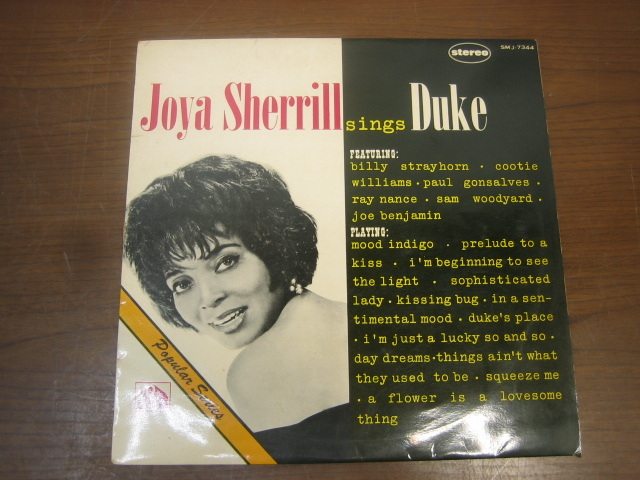 stereo
SMJ-7344
Joya Sherrill sings Duke
FEATURING:
billy strayhorn · cootie
williams · paul gonsalves ·
ray nance · sam woodyard ·
joe benjamin
PLAYING:
mood indigo · prelude to a
kiss · i'm beginning to see
the light · sophisticated
lady · kissing bug · in a sen-
timental mood · duke's place
· i'm just a lucky so and so ·
day dreams · things ain't what
they used to be · squeeze me
· a flower is a lovesome
thing
Popular Series